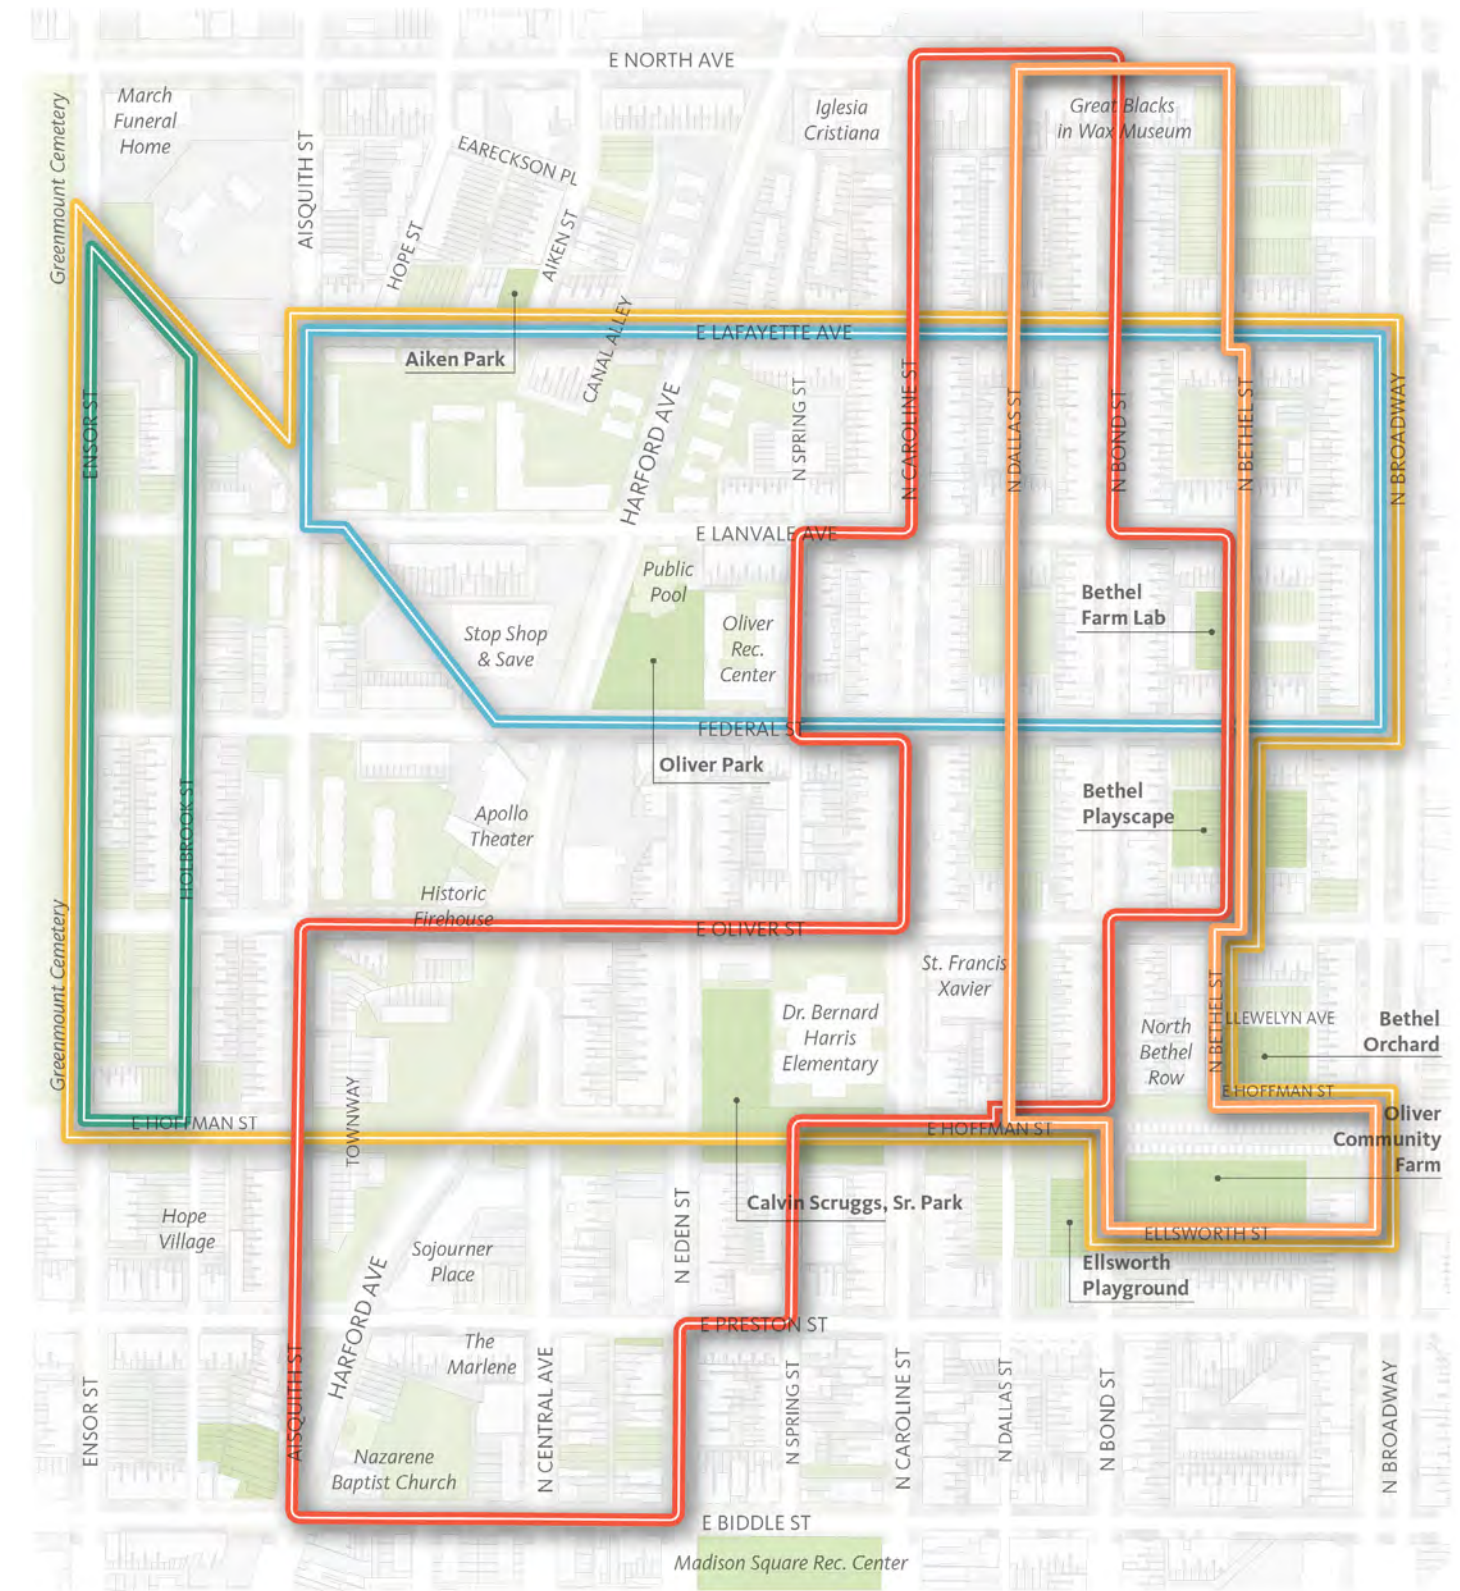 E NORTH AVE
March
Funeral
Home
Greenmount Cemetery
AISQUITH ST
EARECKSON PL
HOPE ST
AIKEN ST
CANAL ALLEY
Iglesia
Cristiana
Great Blacks
in Wax Museum
Aiken Park
E LAFAYETTE AVE
ENSOR ST
HARFORD AVE
N SPRING ST
N CAROLINE ST
N DALLAS ST
N BOND ST
N BETHEL ST
N BROADWAY
E LANVALE AVE
Public
Pool
Stop Shop
& Save
Oliver
Rec.
Center
Bethel
Farm Lab
FEDERAL ST
Oliver Park
HOLBROOK ST
Apollo
Theater
Bethel
Playscape
Historic
Firehouse
E OLIVER ST
Greenmount Cemetery
St. Francis
Xavier
Dr. Bernard
Harris
Elementary
North
Bethel
Row
N BETHEL ST
LLEWELYN AVE
Bethel
Orchard
E HOFFMAN ST
E HOFFMAN ST
TOWNWAY
E HOFFMAN ST
Oliver
Community
Farm
Hope
Village
Sojourner
Place
N EDEN ST
Calvin Scruggs, Sr. Park
ELLSWORTH ST
Ellsworth
Playground
HARFORD AVE
The
Marlene
E PRESTON ST
ENSOR ST
AISQUITH ST
N CENTRAL AVE
N SPRING ST
N CAROLINE ST
N DALLAS ST
N BOND ST
N BROADWAY
Nazarene
Baptist Church
E BIDDLE ST
Madison Square Rec. Center